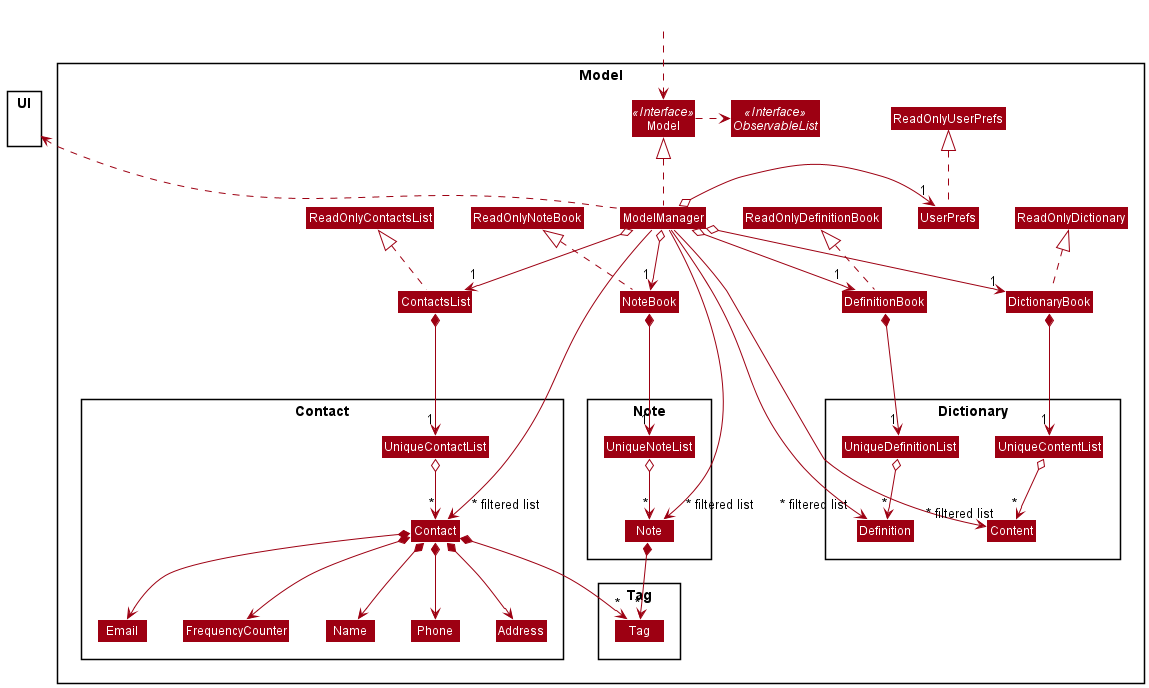 Model
UI
«Interface»
Model
«Interface»
ObservableList
ReadOnlyUserPrefs
1
ReadOnlyContactsList
ReadOnlyNoteBook
ModelManager
ReadOnlyDefinitionBook
UserPrefs
ReadOnlyDictionary
1
1
1
1
ContactsList
NoteBook
DefinitionBook
DictionaryBook
Contact
Note
Dictionary
1
1
1
1
UniqueContactList
UniqueNoteList
UniqueDefinitionList
UniqueContentList
*
* filtered list
*
* filtered list
* filtered list
*
*
* filtered list
Contact
Note
Definition
Content
Tag
*
*
Email
FrequencyCounter
Name
Phone
Address
Tag